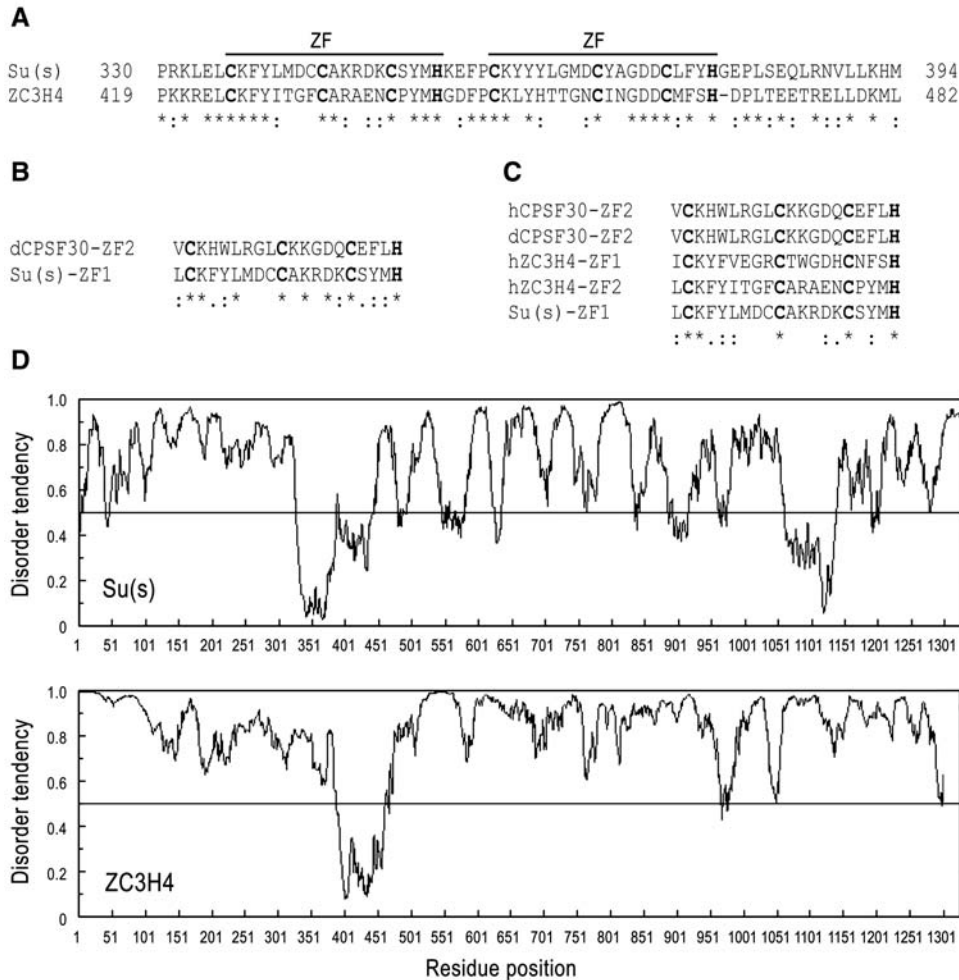 A
ZF ZF
Su(s) 330 PRKLELCKFYLMDCCAKRDKCSYMHKEFPCKYYYLGMDCYAGDDCLFYHGEPLSEQLRNVLLKHM 394
ZC3H4 419 PKKRELCKFYITGFCARAENCPYMHGDFPCKLYHTTGNCINGDDCMFSH-DPLTEETRELLDKML 482
B
dCPSF30-ZF2 VCKHWLRGLCKKGDQCEFLH
Su(s)-ZF1 LCKFYLMDCCAKRDKCSYMH
:**.:* * * **:*.::*
C
hCPSF30-ZF2 VCKHWLRGLCKKGDQCEFLH
dCPSF30-ZF2 VCKHWLRGLCKKGDQCEFLH
hZC3H4-ZF1 ICKYFVEGRCTWGDHCNFSH
hZC3H4-ZF2 LCKFYITGFCARAENCPYMH
Su(s)-ZF1 LCKFYLMDCCAKRDKCSYMH
:**.:: * :.* : *
D
Disorder tendency
1.0
0.8
0.6
0.4
0.2
0
Su(s)
1 51 101 151 201 251 301 351 401 451 501 551 601 651 701 751 801 851 901 951 1001 1051 1101 1151 1201 1251 1301
Disorder tendency
1.0
0.8
0.6
0.4
0.2
0
ZC3H4
1 51 101 151 201 251 301 351 401 451 501 551 601 651 701 751 801 851 901 951 1001 1051 1101 1151 1201 1251 1301
Residue position